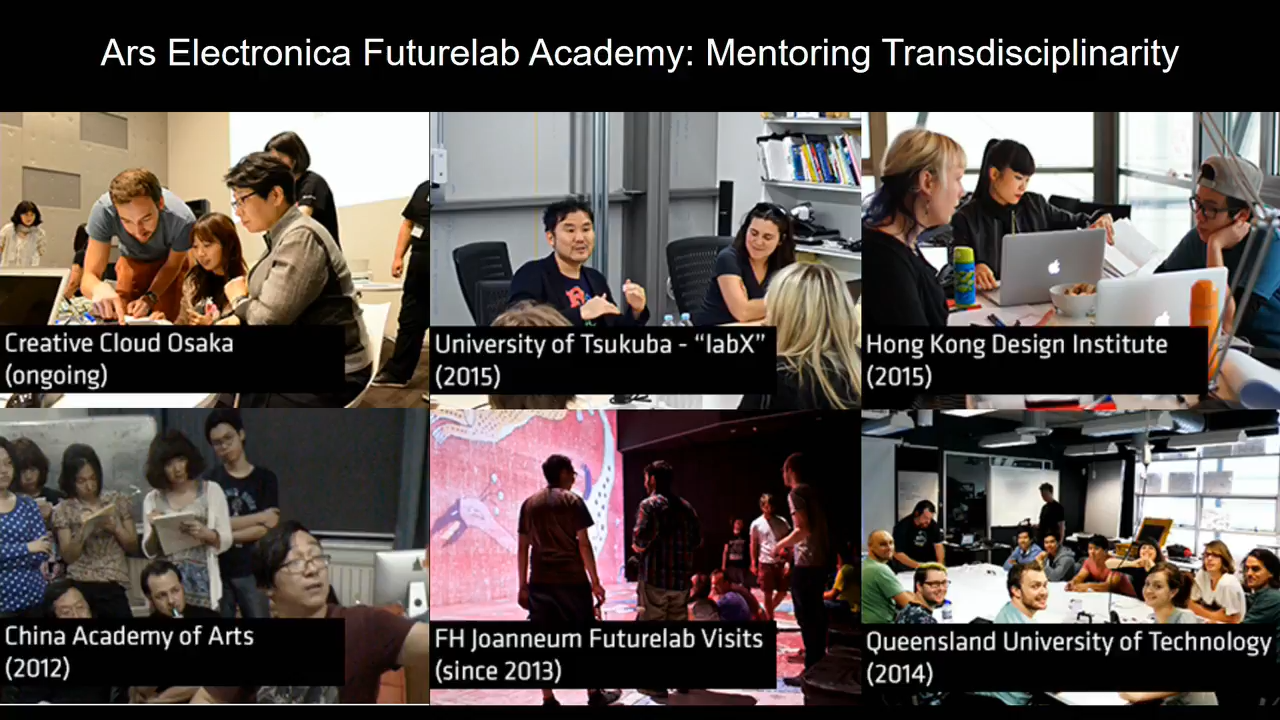 Ars Electronica Futurelab Academy: Mentoring Transdisciplinarity
Creative Cloud Osaka
(ongoing)
University of Tsukuba - “labX”
(2015)
Hong Kong Design Institute
(2015)
China Academy of Arts
(2012)
FH Joanneum Futurelab Visits
(since 2013)
Queensland University of Technology
(2014)